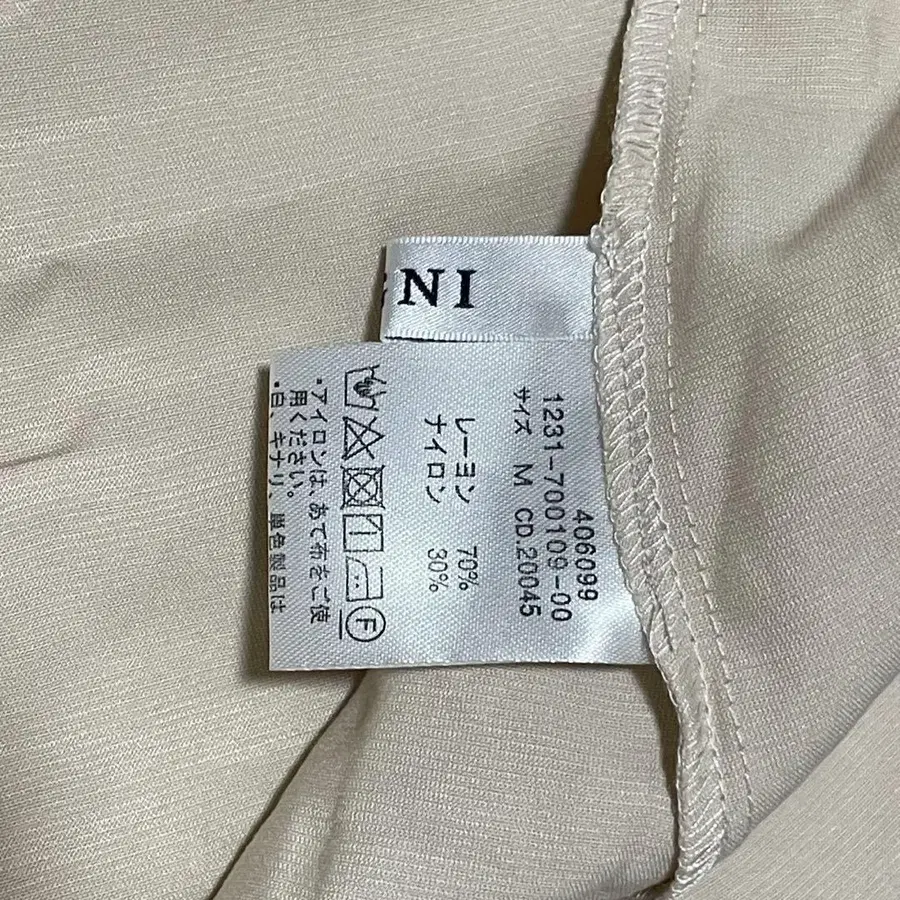 NI
406099
1231-700109-00
サイズ M CD.20045
レーヨン 70%
ナイロン 30%
F
・アイロンは、あて布をご使
用ください。
・白、キナリ、単色製品は